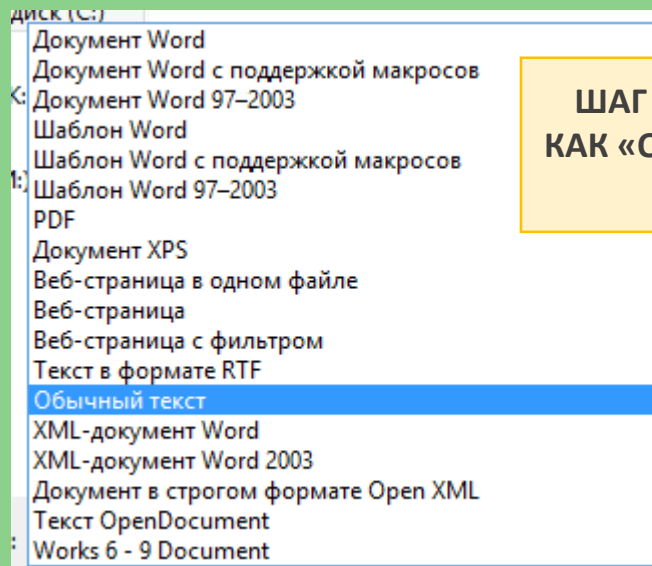 диск (C:)
Документ Word
Документ Word с поддержкой макросов
K:
Документ Word 97–2003
Шаблон Word
Шаблон Word с поддержкой макросов
Шаблон Word 97–2003
PDF
Документ XPS
Веб-страница в одном файле
Веб-страница
Веб-страница с фильтром
Текст в формате RTF
Обычный текст
XML-документ Word
XML-документ Word 2003
Документ в строгом формате Open XML
Текст OpenDocument
Works 6 - 9 Document
ШАГ
КАК «О